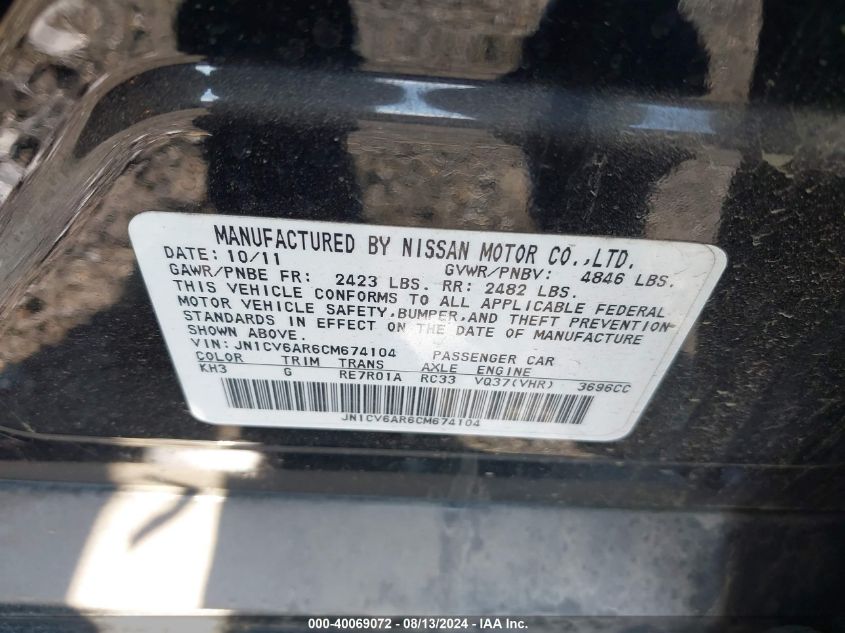 MANUFACTURED BY NISSAN MOTOR CO.,LTD.
DATE: 10/11 GVWR/PNBV: 4846 LBS.
GAWR/PNBE FR: 2423 LBS. RR: 2482 LBS.
THIS VEHICLE CONFORMS TO ALL APPLICABLE FEDERAL
MOTOR VEHICLE SAFETY,BUMPER,AND THEFT PREVENTION
STANDARDS IN EFFECT ON THE DATE OF MANUFACTURE
SHOWN ABOVE.
VIN: JN1CV6AR6CM674104 PASSENGER CAR
COLOR TRIM TRANS AXLE ENGINE
KH3 G RE7R01A RC33 VQ37(VHR) 3696CC
JN1CV6AR6CM674104
000-40069072 - 08/13/2024 - IAA Inc.